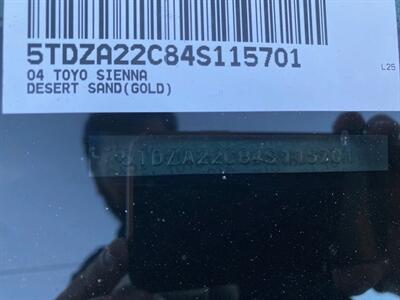 5TDZA22C84S115701
L25
04 TOYO SIENNA
DESERT SAND(GOLD)
5TDZA22C84S115701